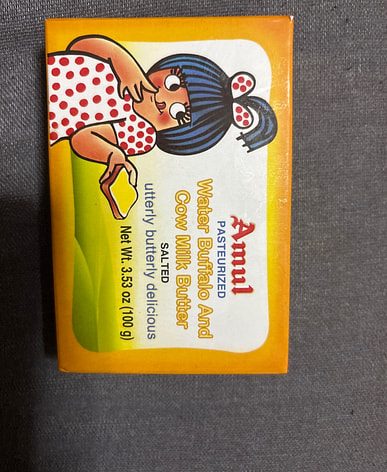 Amul
PASTEURIZED
Water Buffalo And
Cow Milk Butter
SALTED
utterly butterly delicious
Net Wt. 3.53 oz (100 g)